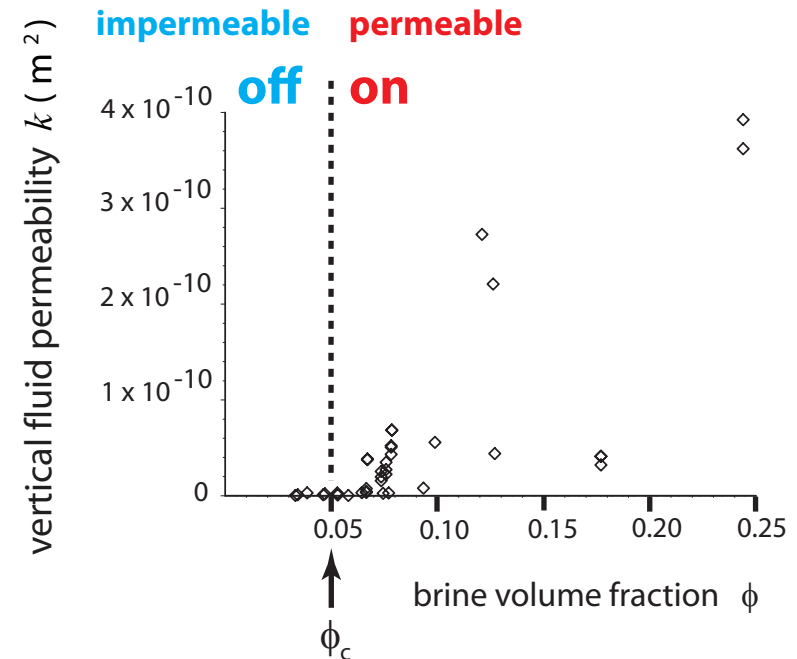 impermeable permeable
off on
vertical fluid permeability k ( m ² )
4 x 10 -10
3 x 10 -10
2 x 10 -10
1 x 10 -10
0
0.05 0.10 0.15 0.20 0.25
brine volume fraction ϕ
ϕc